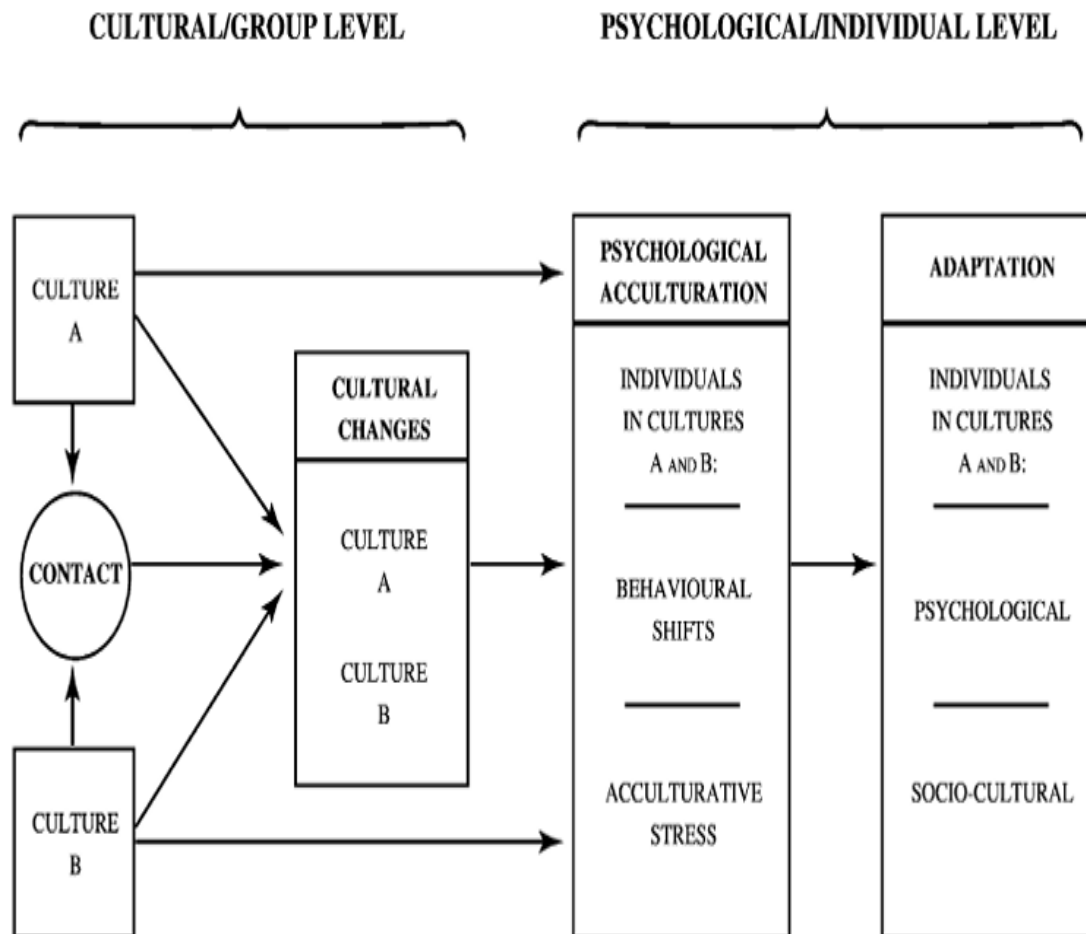 CULTURAL/GROUP LEVEL
PSYCHOLOGICAL/INDIVIDUAL LEVEL
CULTURE
A
CONTACT
CULTURE
B
CULTURAL
CHANGES
CULTURE
A
CULTURE
B
PSYCHOLOGICAL
ACCULTURATION
INDIVIDUALS
IN CULTURES
A AND B:
BEHAVIOURAL
SHIFTS
ACCULTURATIVE
STRESS
ADAPTATION
INDIVIDUALS
IN CULTURES
A AND B:
PSYCHOLOGICAL
SOCIO-CULTURAL